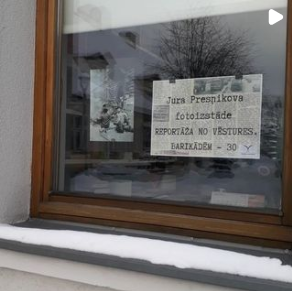 Jura Presņikova
fotoizstāde
REPORTĀŽA NO VĒSTURES.
BARIKĀDĒM - 30